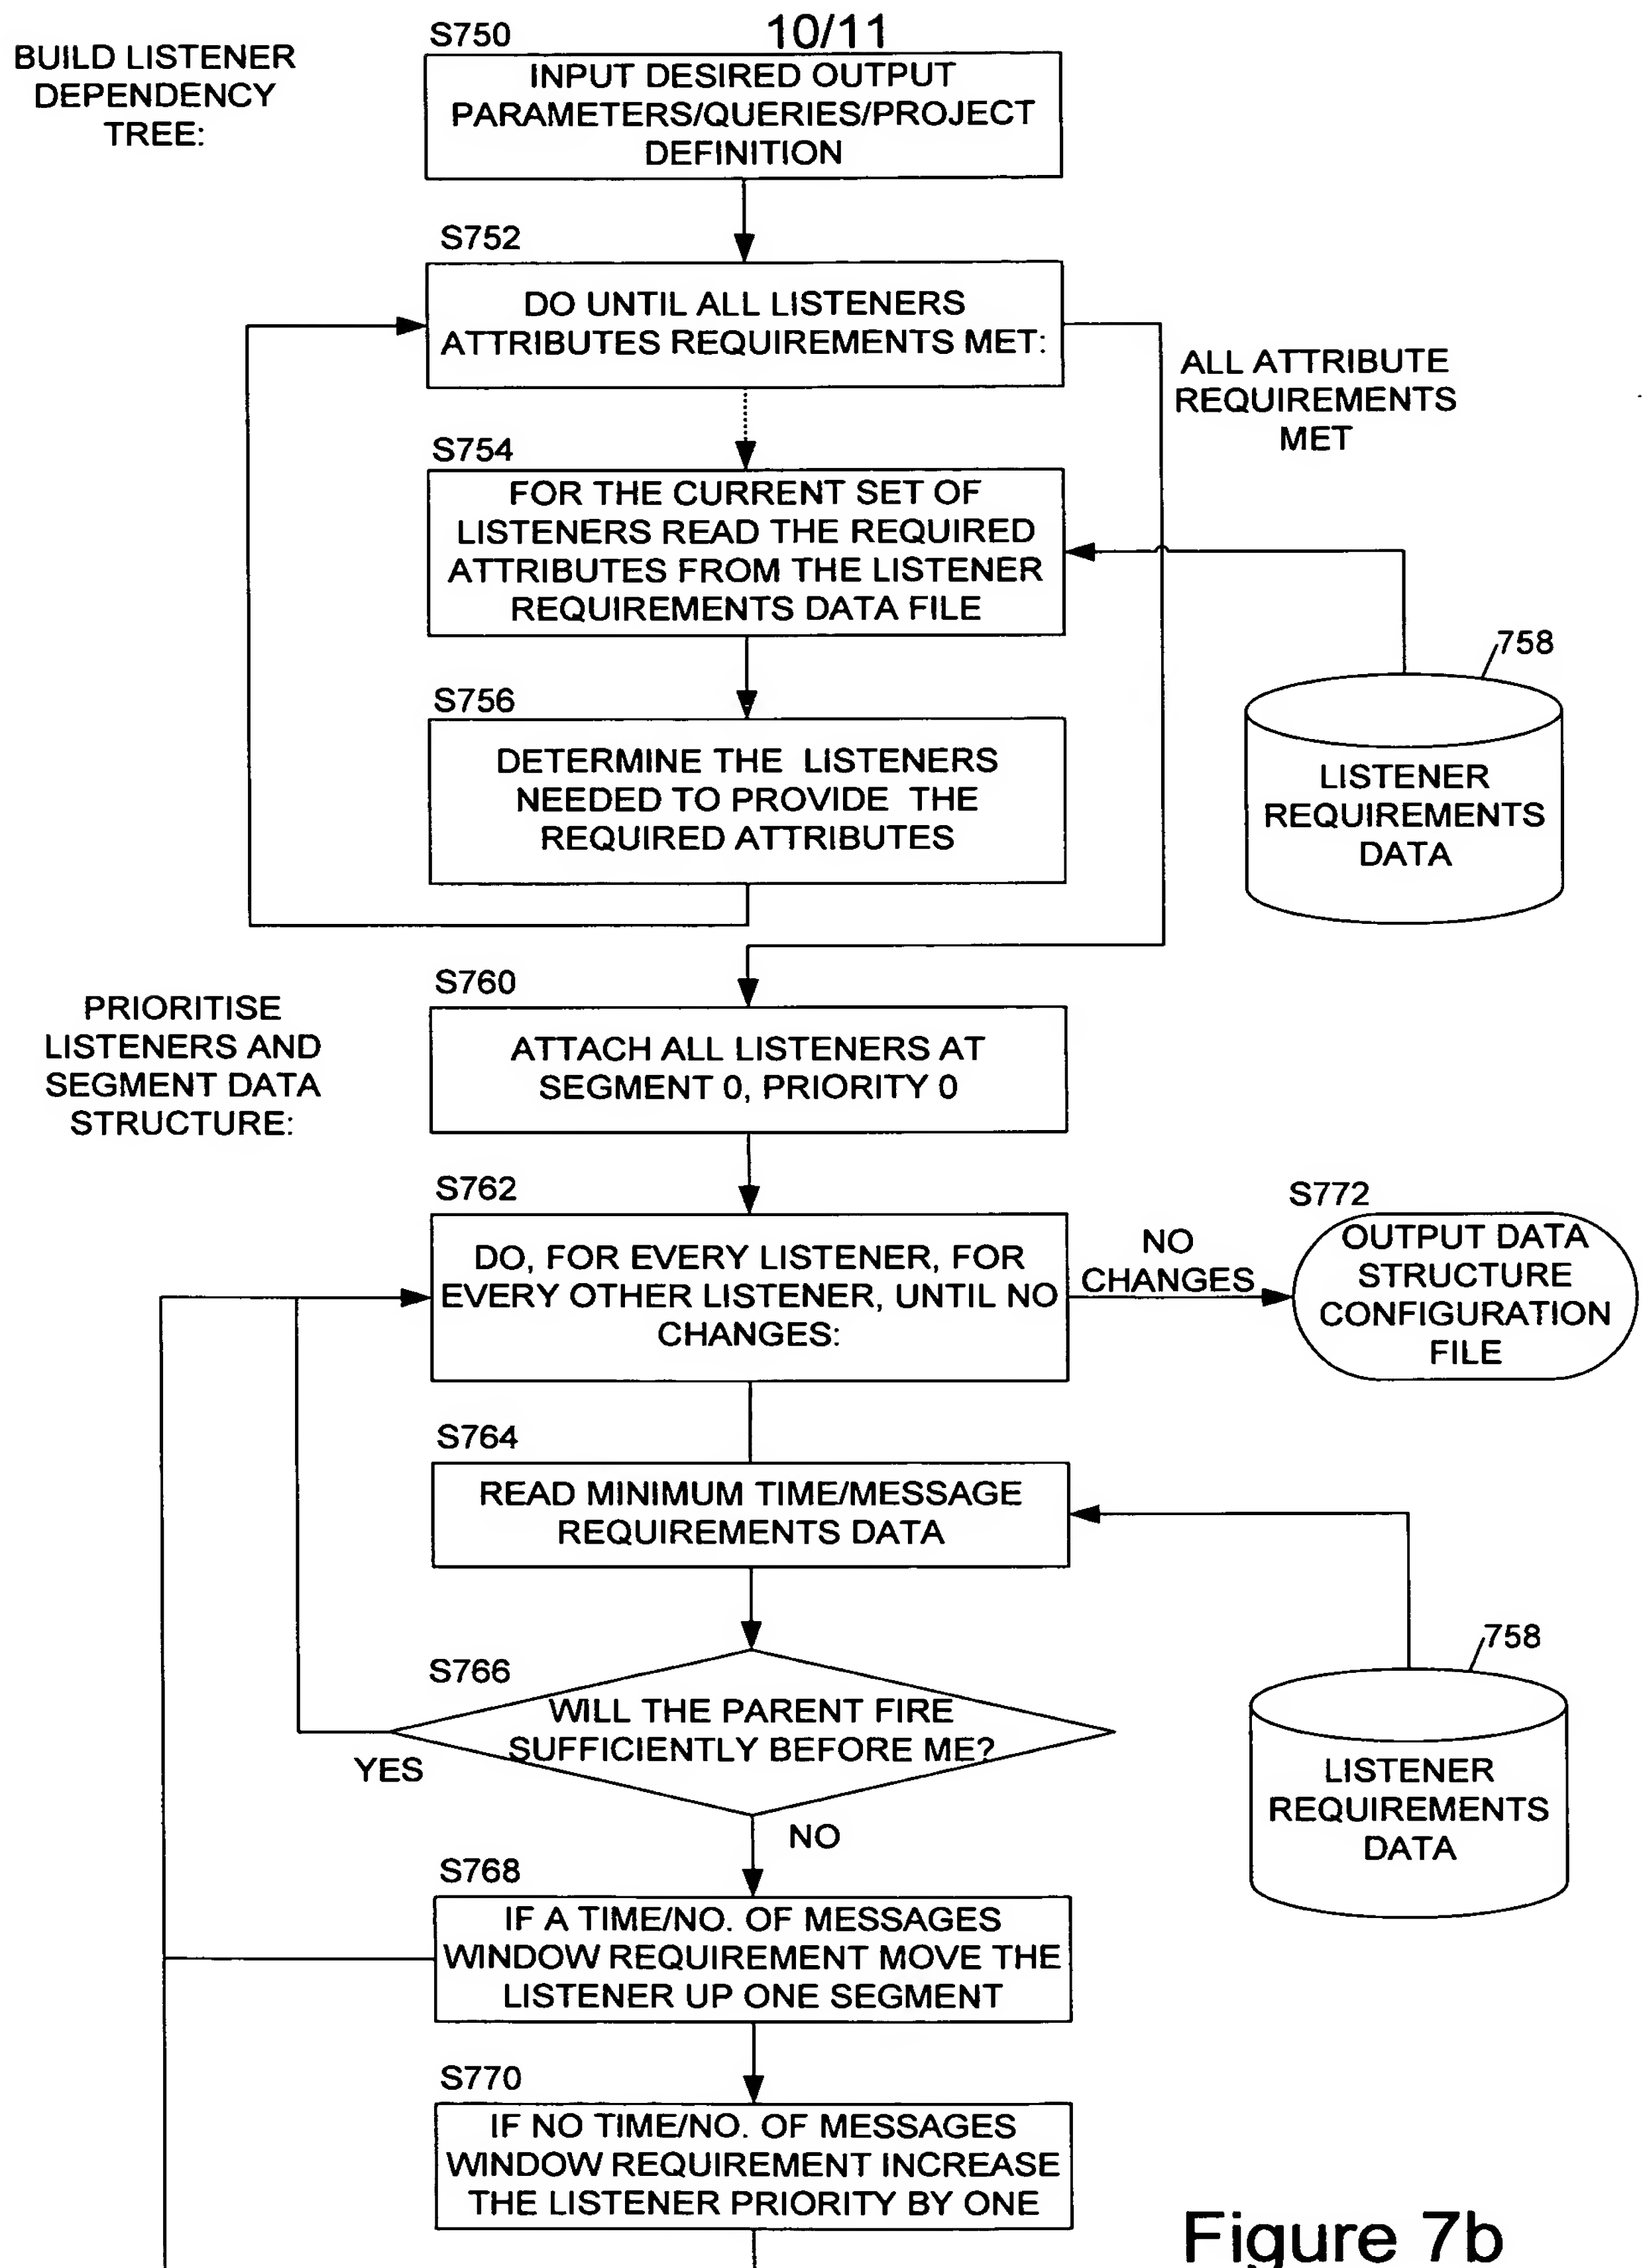 10/11
BUILD LISTENER
DEPENDENCY
TREE:
S750
INPUT DESIRED OUTPUT
PARAMETERS/QUERIES/PROJECT
DEFINITION
S752
DO UNTIL ALL LISTENERS
ATTRIBUTES REQUIREMENTS MET:
ALL ATTRIBUTE
REQUIREMENTS
MET
S754
FOR THE CURRENT SET OF
LISTENERS READ THE REQUIRED
ATTRIBUTES FROM THE LISTENER
REQUIREMENTS DATA FILE
758
LISTENER
REQUIREMENTS
DATA
S756
DETERMINE THE LISTENERS
NEEDED TO PROVIDE THE
REQUIRED ATTRIBUTES
PRIORITISE
LISTENERS AND
SEGMENT DATA
STRUCTURE:
S760
ATTACH ALL LISTENERS AT
SEGMENT 0, PRIORITY 0
S762
DO, FOR EVERY LISTENER, FOR
EVERY OTHER LISTENER, UNTIL NO
CHANGES:
NO
CHANGES
S772
OUTPUT DATA
STRUCTURE
CONFIGURATION
FILE
S764
READ MINIMUM TIME/MESSAGE
REQUIREMENTS DATA
758
LISTENER
REQUIREMENTS
DATA
S766
WILL THE PARENT FIRE
SUFFICIENTLY BEFORE ME?
YES
NO
S768
IF A TIME/NO. OF MESSAGES
WINDOW REQUIREMENT MOVE THE
LISTENER UP ONE SEGMENT
S770
IF NO TIME/NO. OF MESSAGES
WINDOW REQUIREMENT INCREASE
THE LISTENER PRIORITY BY ONE
Figure 7b